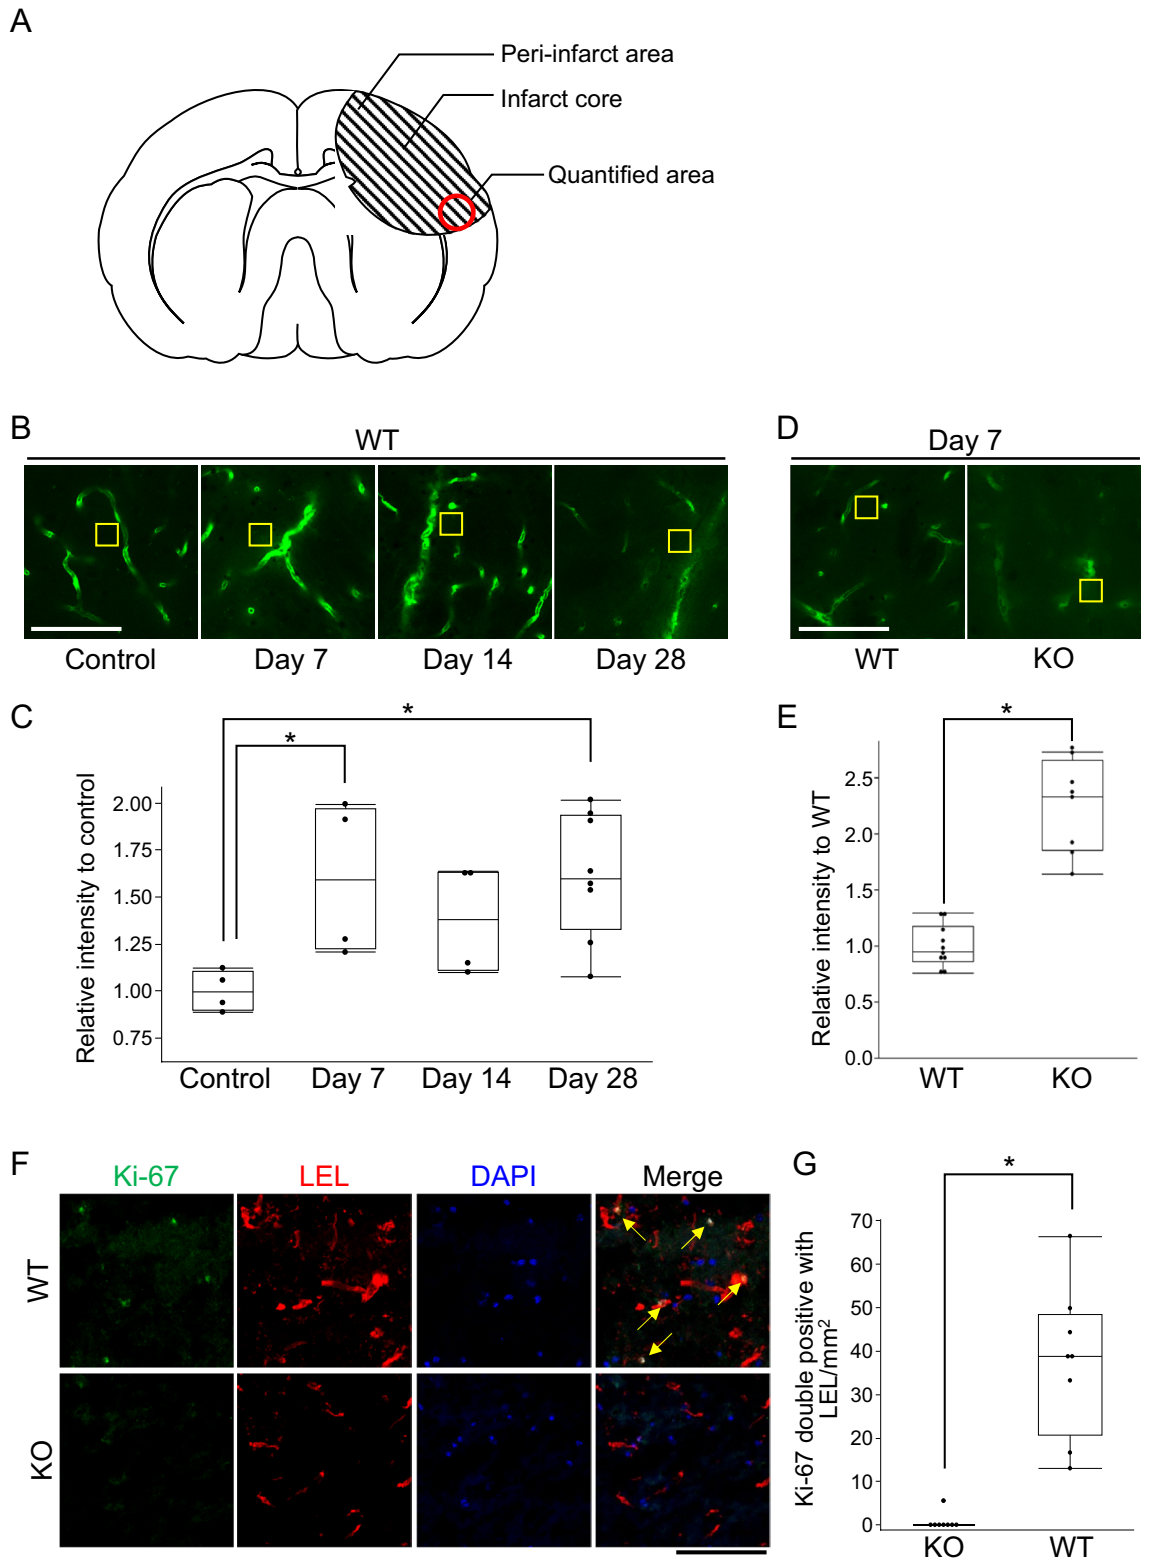 A
Peri-infarct area
Infarct core
Quantified area
B
WT
Control
Day 7
Day 14
Day 28
D
Day 7
WT
KO
C
Relative intensity to control
2.00
1.75
1.50
1.25
1.00
0.75
*
*
Control
Day 7
Day 14
Day 28
E
Relative intensity to WT
2.5
2.0
1.5
1.0
0.5
0.0
*
WT
KO
F
Ki-67
LEL
DAPI
Merge
WT
KO
G
Ki-67 double positive with
LEL/mm²
70
60
50
40
30
20
10
0
*
KO
WT